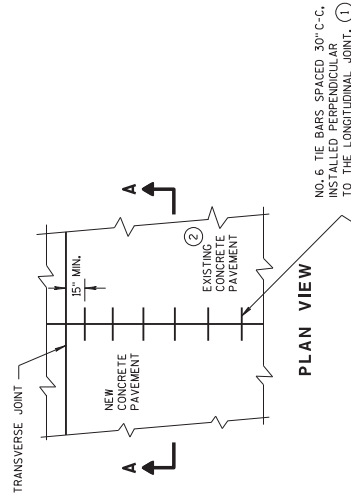 TRANSVERSE JOINT
A
A
15" MIN.
NEW
CONCRETE
PAVEMENT
2
EXISTING
CONCRETE
PAVEMENT
NO.6 TIE BARS SPACED 30"C-C,
INSTALLED PERPENDICULAR
TO THE LONGITUDINAL JOINT. 1
PLAN VIEW